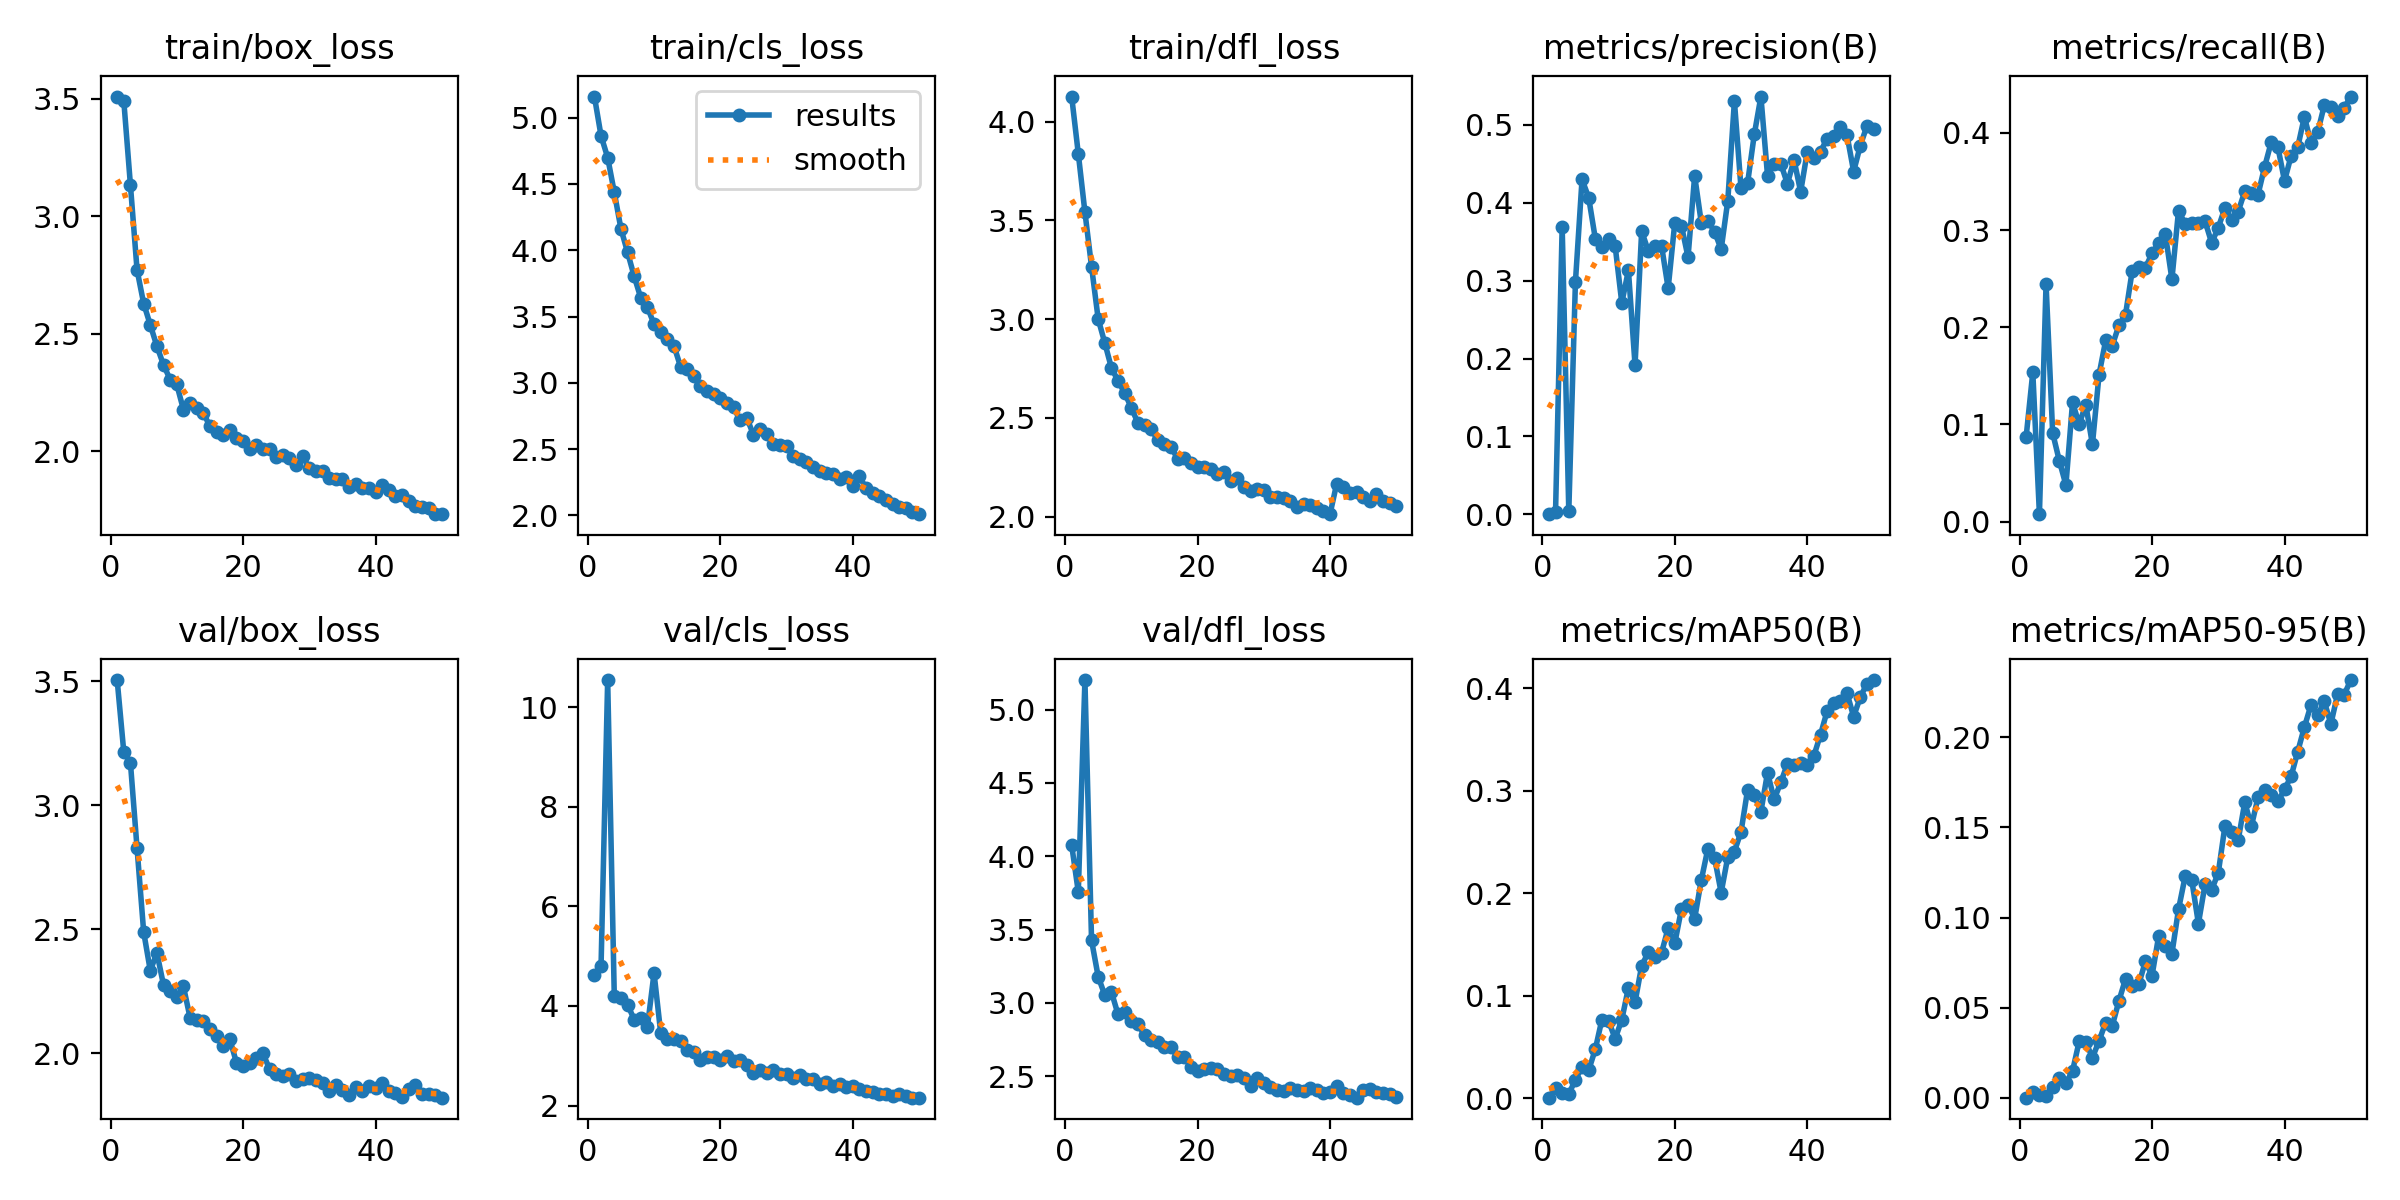 train/box_loss
3.5
3.0
2.5
2.0
0 20 40
train/cls_loss
results
smooth
5.0
4.5
4.0
3.5
3.0
2.5
2.0
0 20 40
train/dfl_loss
4.0
3.5
3.0
2.5
2.0
0 20 40
metrics/precision(B)
0.5
0.4
0.3
0.2
0.1
0.0
0 20 40
metrics/recall(B)
0.4
0.3
0.2
0.1
0.0
0 20 40
val/box_loss
3.5
3.0
2.5
2.0
0 20 40
val/cls_loss
10
8
6
4
2
0 20 40
val/dfl_loss
5.0
4.5
4.0
3.5
3.0
2.5
0 20 40
metrics/mAP50(B)
0.4
0.3
0.2
0.1
0.0
0 20 40
metrics/mAP50-95(B)
0.20
0.15
0.10
0.05
0.00
0 20 40